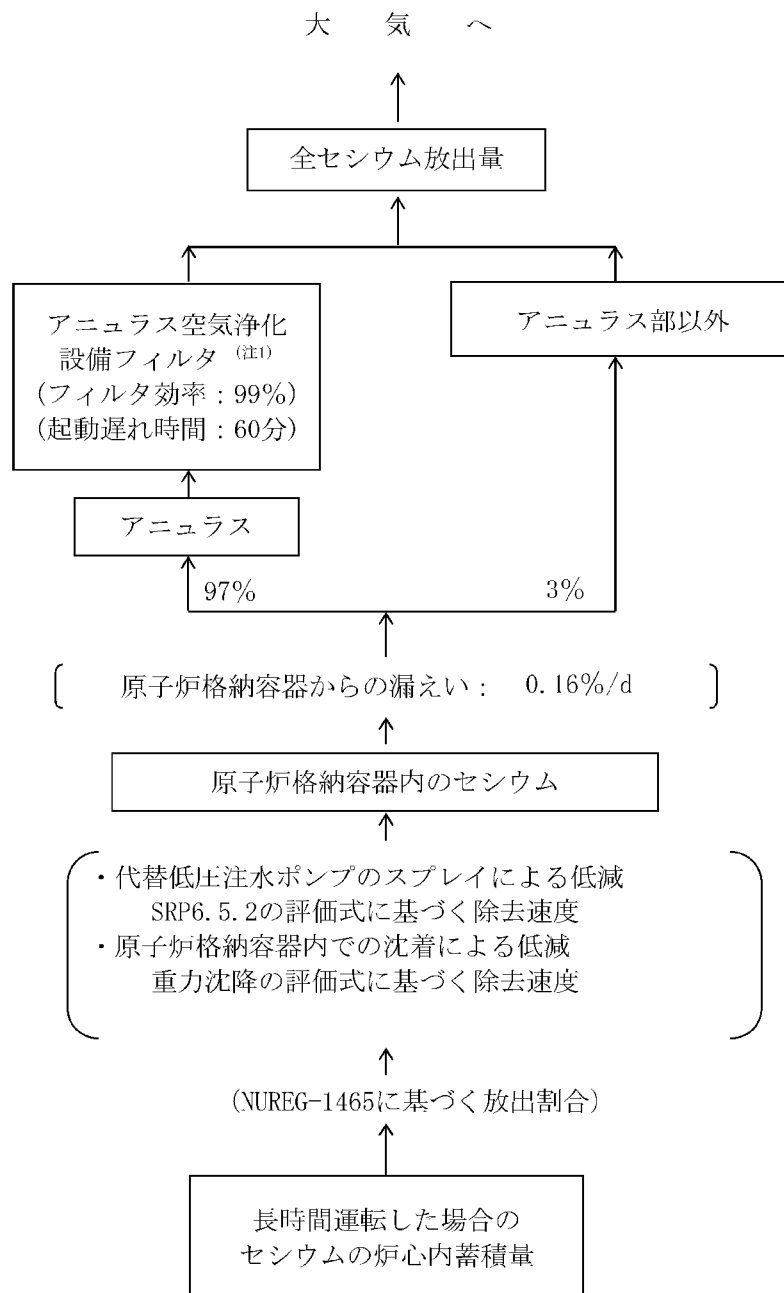 大　気　へ
全セシウム放出量
アニュラス空気浄化
設備フィルタ (注1)
(フィルタ効率：99%)
(起動遅れ時間：60分)
アニュラス部以外
アニュラス
97%
3%
原子炉格納容器からの漏えい： 0.16%/d
原子炉格納容器内のセシウム
・代替低圧注水ポンプのスプレイによる低減
SRP6.5.2の評価式に基づく除去速度
・原子炉格納容器内での沈着による低減
重力沈降の評価式に基づく除去速度
(NUREG-1465に基づく放出割合)
長時間運転した場合の
セシウムの炉心内蓄積量